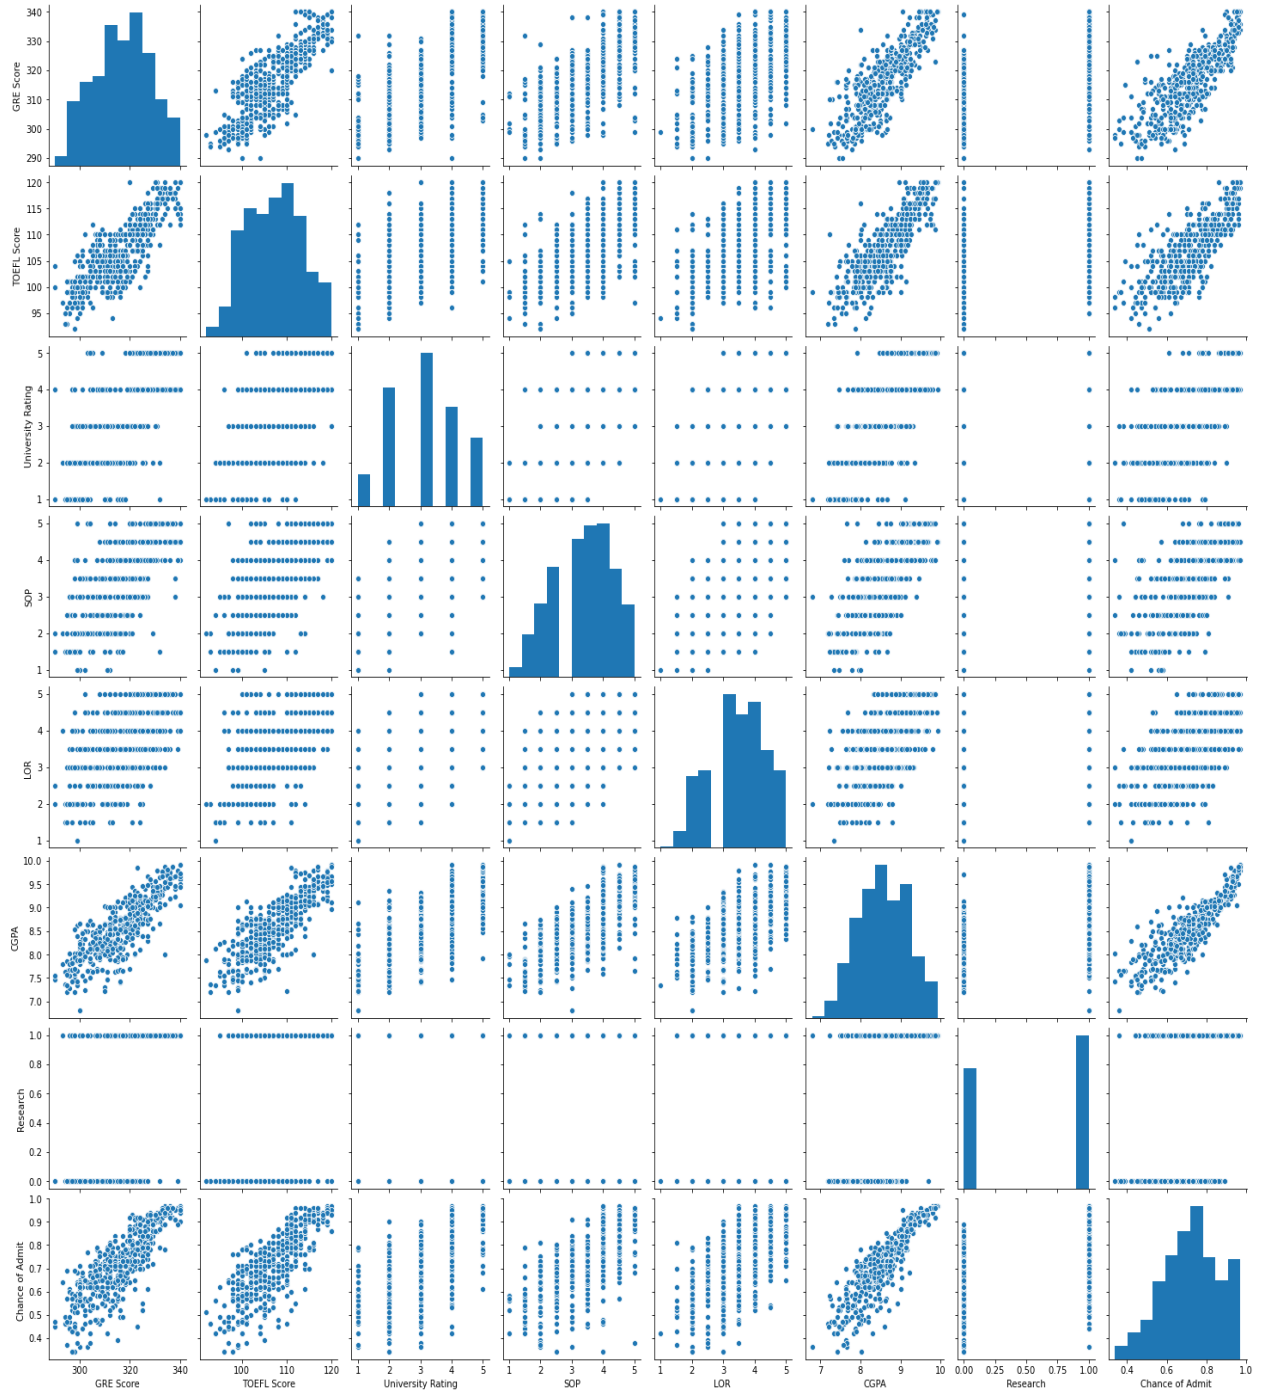 340
330
320
310
300
290
GRE Score
120
115
110
105
100
95
TOEFL Score
5
4
3
2
1
University Rating
5
4
3
2
1
SOP
5
4
3
2
1
LOR
10.0
9.5
9.0
8.5
8.0
7.5
7.0
CGPA
1.0
0.8
0.6
0.4
0.2
0.0
Research
1.0
0.9
0.8
0.7
0.6
0.5
0.4
Chance of Admit
300 320 340
GRE Score
100 110 120
TOEFL Score
1 2 3 4 5
University Rating
1 2 3 4 5
SOP
1 2 3 4 5
LOR
7 8 9 10
CGPA
0.00 0.25 0.50 0.75 1.00
Research
0.4 0.6 0.8 1.0
Chance of Admit